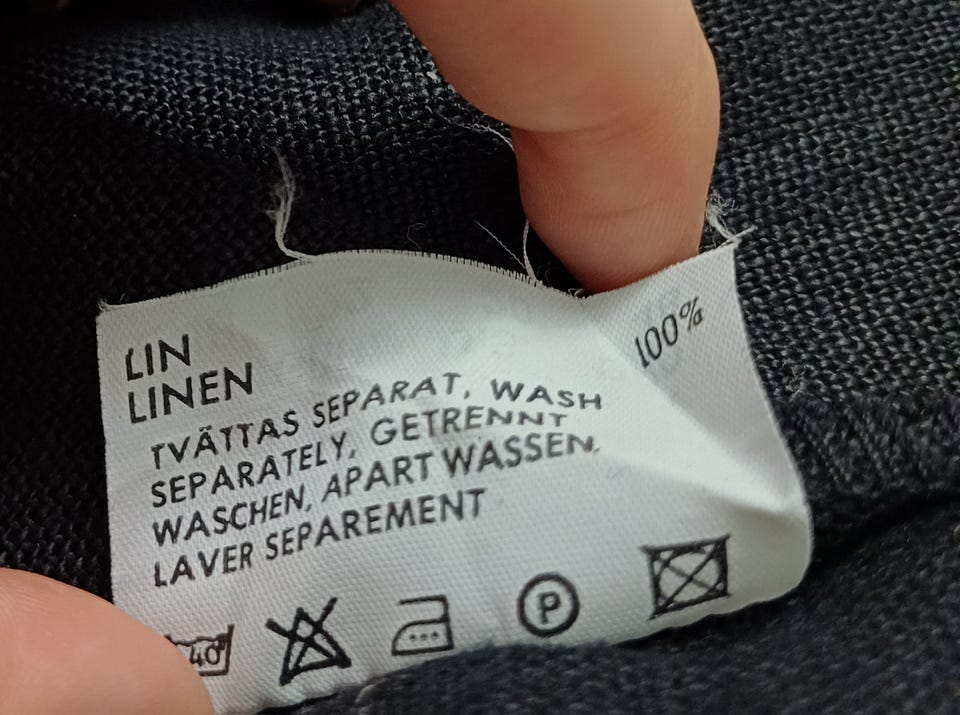 LIN
LINEN 100%
TVÄTTAS SEPARAT, WASH
SEPARATELY, GETRENNT
WASCHEN, APART WASSEN,
LAVER SEPAREMENT
40° P